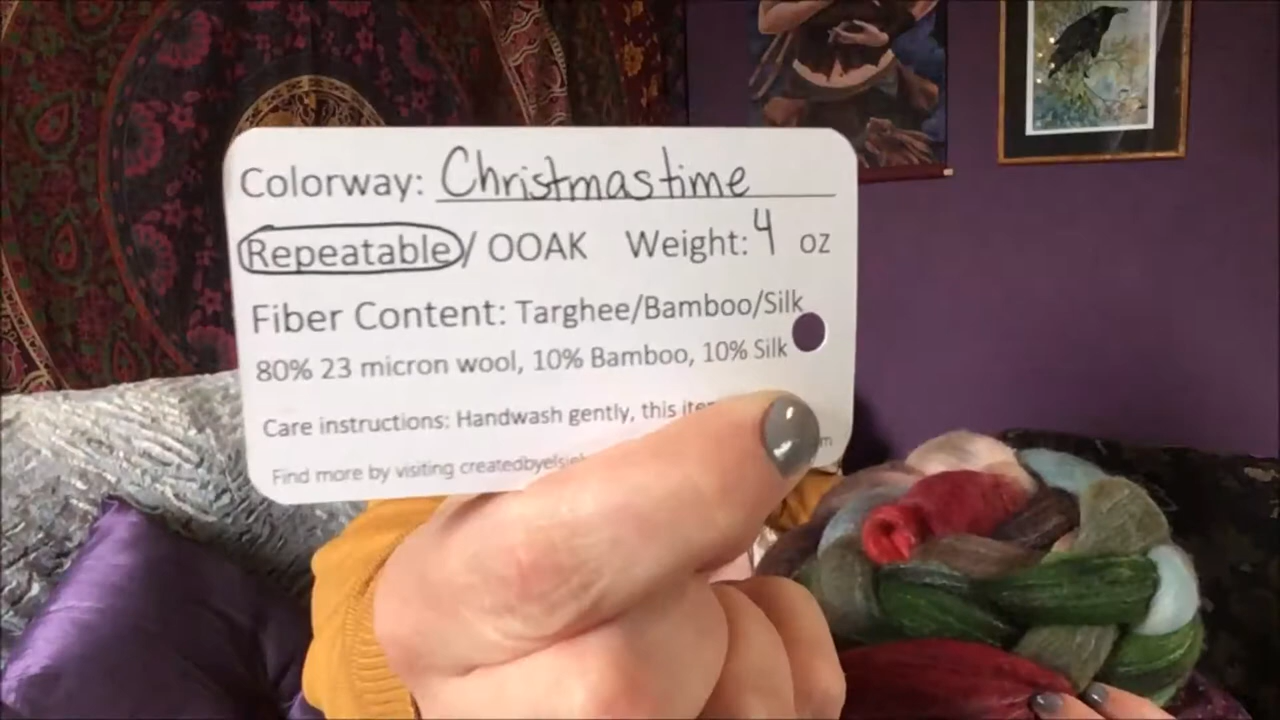 Colorway: Christmastime
Repeatable/ OOAK Weight: 4 oz
Fiber Content: Targhee/Bamboo/Silk
80% 23 micron wool, 10% Bamboo, 10% Silk
Care instructions: Handwash gently, this
Find more by visiting